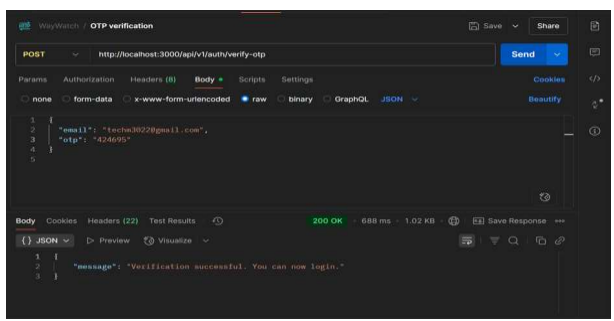 WayWatch / OTP verification
Save
Share
POST
http://localhost:3000/api/v1/auth/verify-otp
Send
Params Authorization Headers (8) Body Scripts Settings
Cookies
none form-data x-www-form-urlencoded raw binary GraphQL JSON
Beautify
1 {
2 "email": "techm3022@gmail.com",
3 "otp": "424695"
4 }
5
Body Cookies Headers (22) Test Results
200 OK · 688 ms · 1.02 KB
Save Response
{} JSON Preview Visualize
1 {
2 "message": "Verification successful. You can now login."
3 }